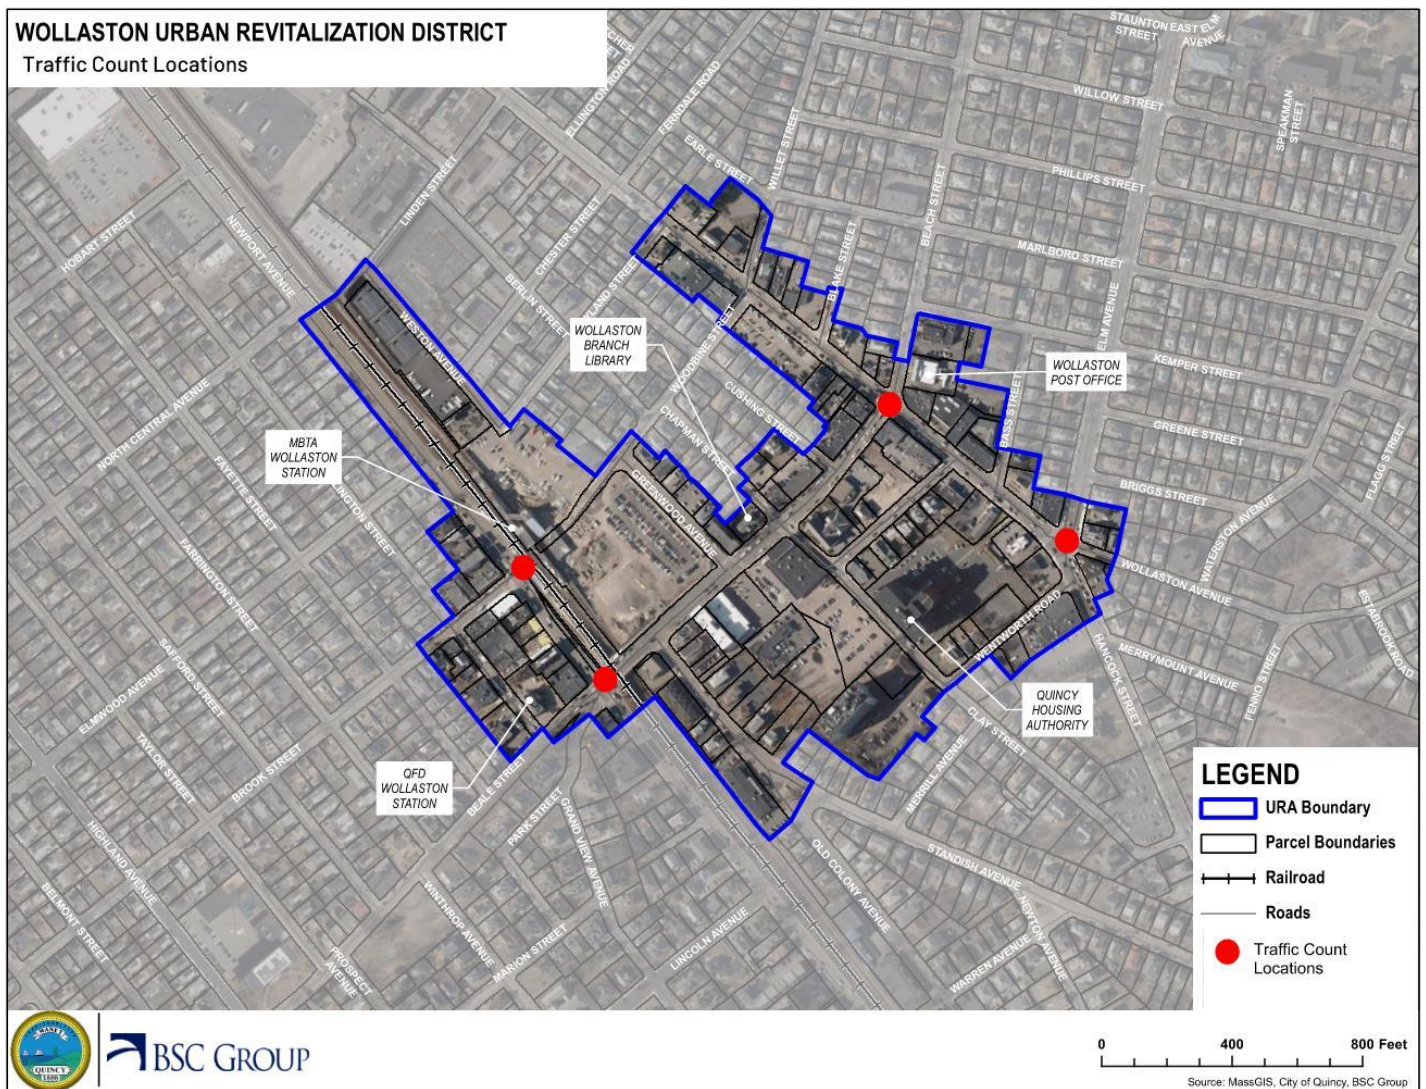 WOLLASTON URBAN REVITALIZATION DISTRICT
Traffic Count Locations
STAUNTON
STREET
EAST ELM
AVENUE
ELLINGTON ROAD
FERNDALE ROAD
WILLOW STREET
SPEAKMAN
STREET
EARLE STREET
WILLET STREET
PHILLIPS STREET
LINDEN STREET
BEACH STREET
HOBART STREET
NEWPORT AVENUE
CHESTER STREET
MARLBORO STREET
BLAKE STREET
BERLIN STREET
ELM AVENUE
WESTON AVENUE
WOODBINE STREET
WOLLASTON
BRANCH
LIBRARY
WOLLASTON
POST OFFICE
KEMPER STREET
CUSHING STREET
NORTH CENTRAL AVENUE
CHAPMAN STREET
BASS STREET
GREENE STREET
FLAGG STREET
MBTA
WOLLASTON
STATION
FAYETTE STREET
GREENWOOD AVENUE
BRIGGS STREET
WATERSTON AVENUE
FARRINGTON STREET
WOLLASTON AVENUE
ESTABROOK ROAD
WENTWORTH ROAD
SAFFORD STREET
ELMWOOD AVENUE
HANCOCK STREET
MERRYMOUNT AVENUE
FENNO STREET
QUINCY
HOUSING
AUTHORITY
CLAY STREET
TAYLOR STREET
BROOK STREET
QFD
WOLLASTON
STATION
BEALE STREET
PARK STREET
GRAND VIEW AVENUE
MERRILL AVENUE
HIGHLAND AVENUE
OLD COLONY AVENUE
STANDISH AVENUE
BELMONT STREET
WINTHROP AVENUE
NEWTON AVENUE
PROSPECT
AVENUE
MARION STREET
LINCOLN AVENUE
WARREN AVENUE
LEGEND
URA Boundary
Parcel Boundaries
Railroad
Roads
Traffic Count
Locations
MANET
QUINCY
1888
BSC GROUP
0 400 800 Feet
Source: MassGIS, City of Quincy, BSC Group